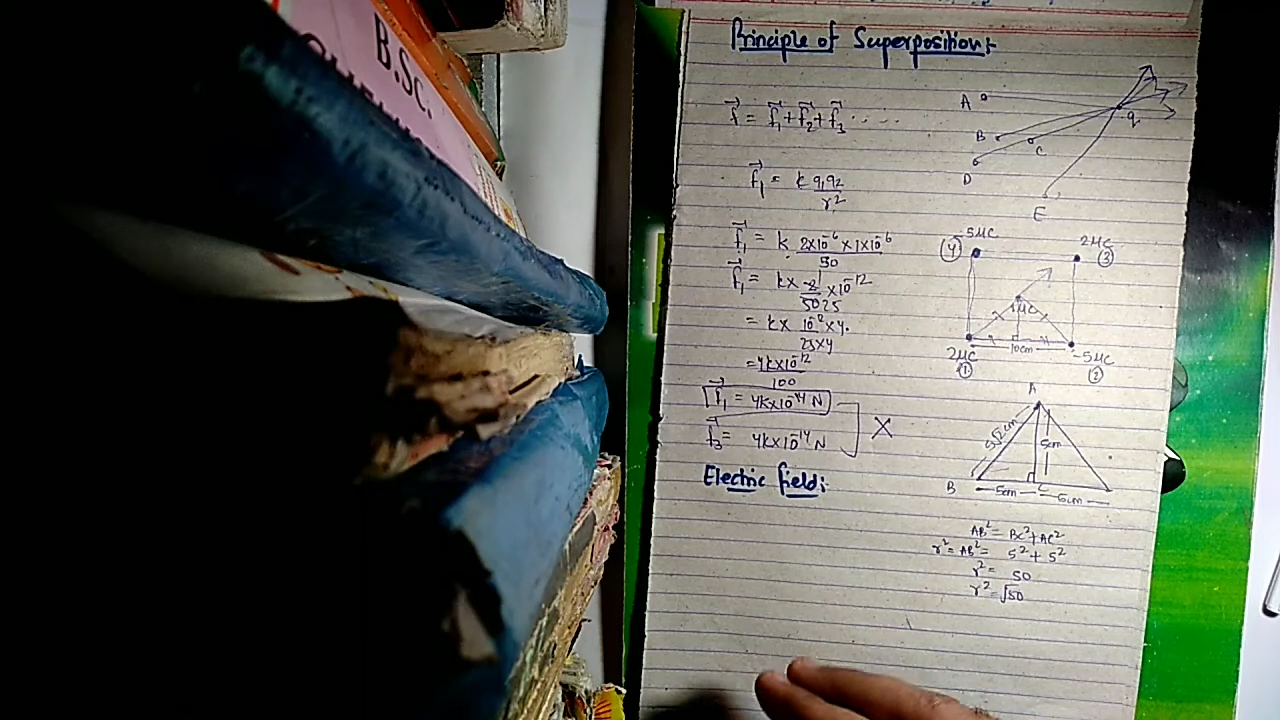 B.Sc.
Principle of Superposition:
f⃗ = f⃗₁ + f⃗₂ + f⃗₃ .....
f⃗₁ = k q₁q₂ / r²
f⃗₁ = k 2×10⁻⁶ × 1×10⁻⁶ / 50
f⃗₁ = k × 2 / 50 25 × 10⁻¹²
= k × 10⁻¹² × 4 / 25×4
= 4k×10⁻¹² / 100
f⃗₁ = 4k×10⁻¹⁴ N
f⃗₃ = 4k×10⁻¹⁴ N
X
Electric field:
A
B
C
D
E
q
④ -5μC
2μC ③
1μC
10cm
2μC ①
-5μC ②
A
5√2cm
5cm
B
5cm
C
5cm
AB² = BC² + AC²
r² = AB² = 5² + 5²
r² = 50
r² = √50